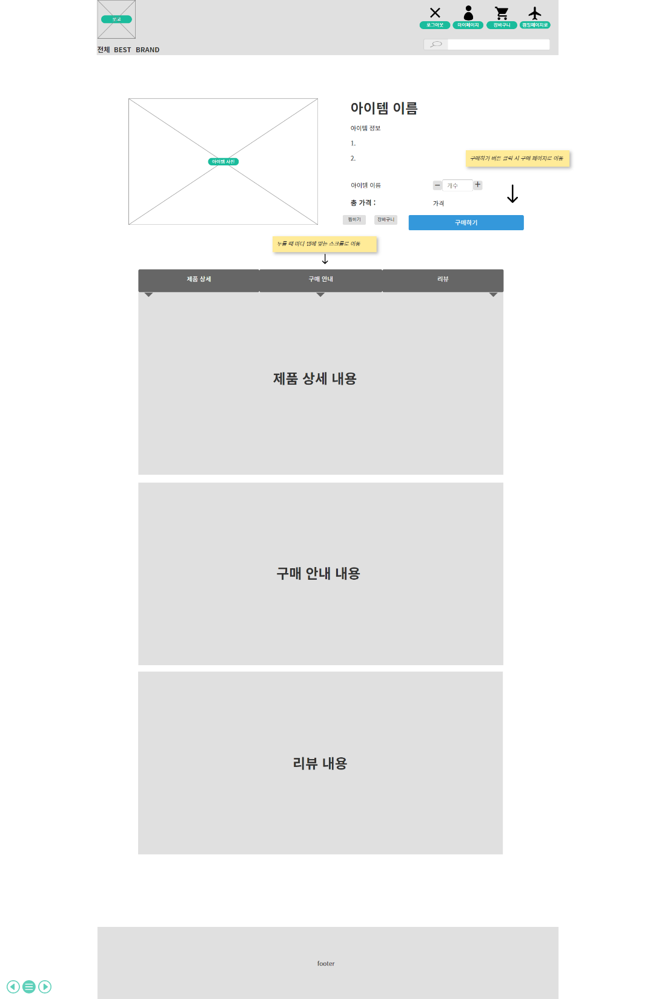 로고
로그아웃 마이페이지 장바구니 캠핑페이지로
전체 BEST BRAND
아이템 이름
아이템 정보
1.
2.
아이템 사진
구매하기 버튼 클릭 시 구매 페이지로 이동
아이템 이름 − 개수 +
총 가격 : 가격
찜하기 장바구니 구매하기
누를 때 마다 탭에 맞는 스크롤로 이동
제품 상세 구매 안내 리뷰
제품 상세 내용
구매 안내 내용
리뷰 내용
footer